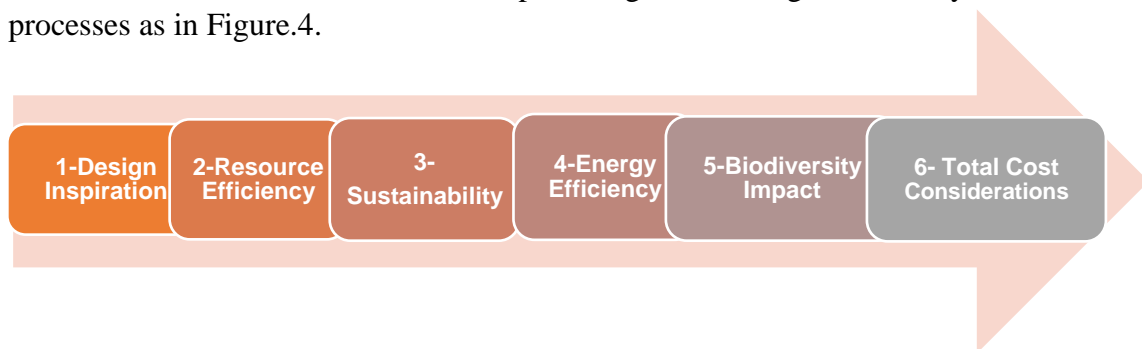 processes as in Figure.4.
1-Design
Inspiration
2-Resource
Efficiency
3-
Sustainability
4-Energy
Efficiency
5-Biodiversity
Impact
6- Total Cost
Considerations